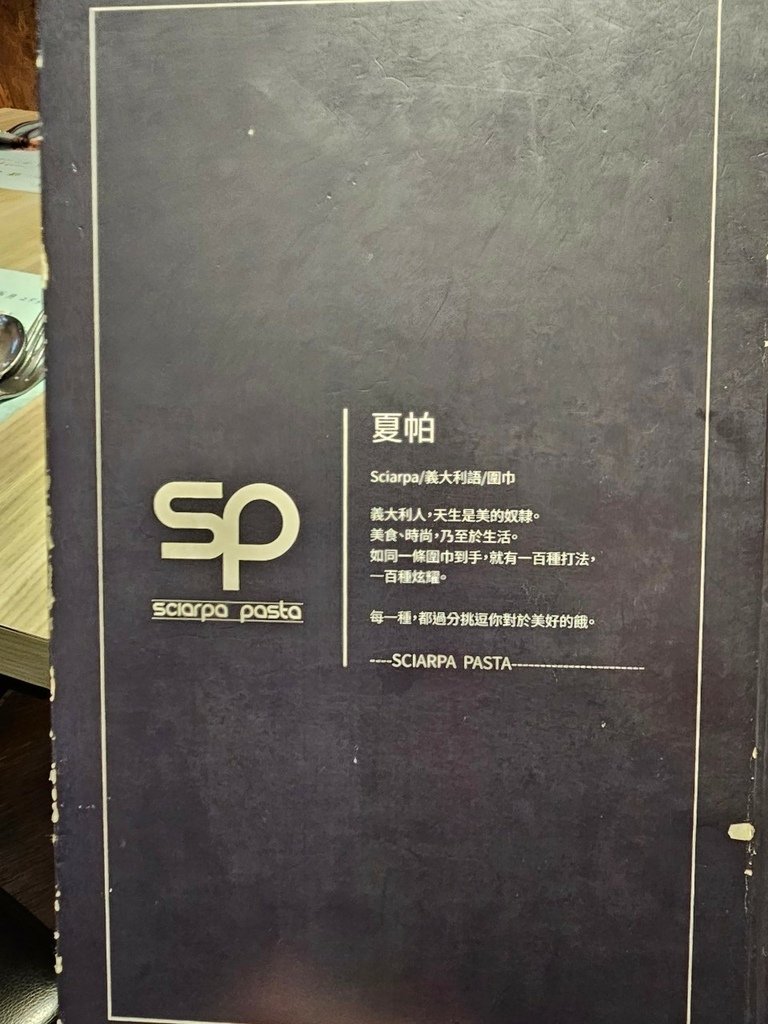 sp
sciarpa pasta
夏帕
Sciarpa/義大利語/圍巾
義大利人,天生是美的奴隸。
美食、時尚,乃至於生活。
如同一條圍巾到手,就有一百種打法,
一百種炫耀。
每一種,都過分挑逗你對於美好的餓。
----SCIARPA PASTA-----------------------